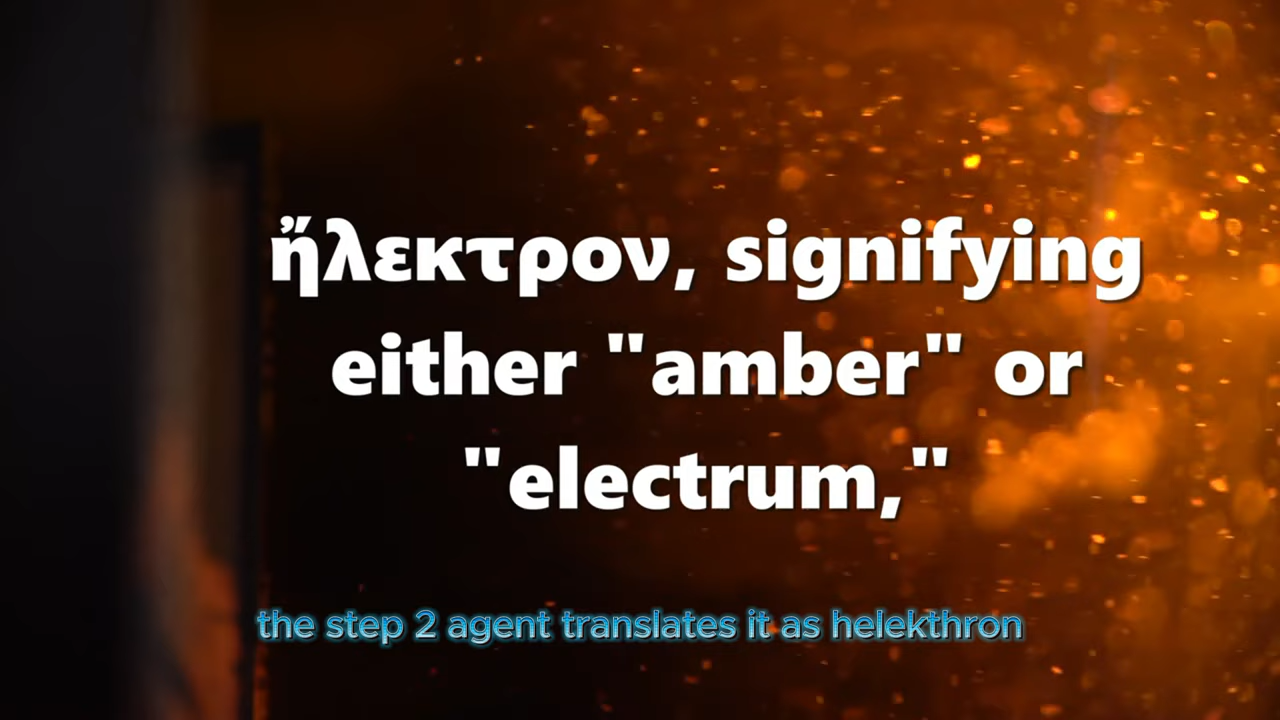 ἤλεκτρον, signifying
either "amber" or
"electrum,"
the step 2 agent translates it as helekthron